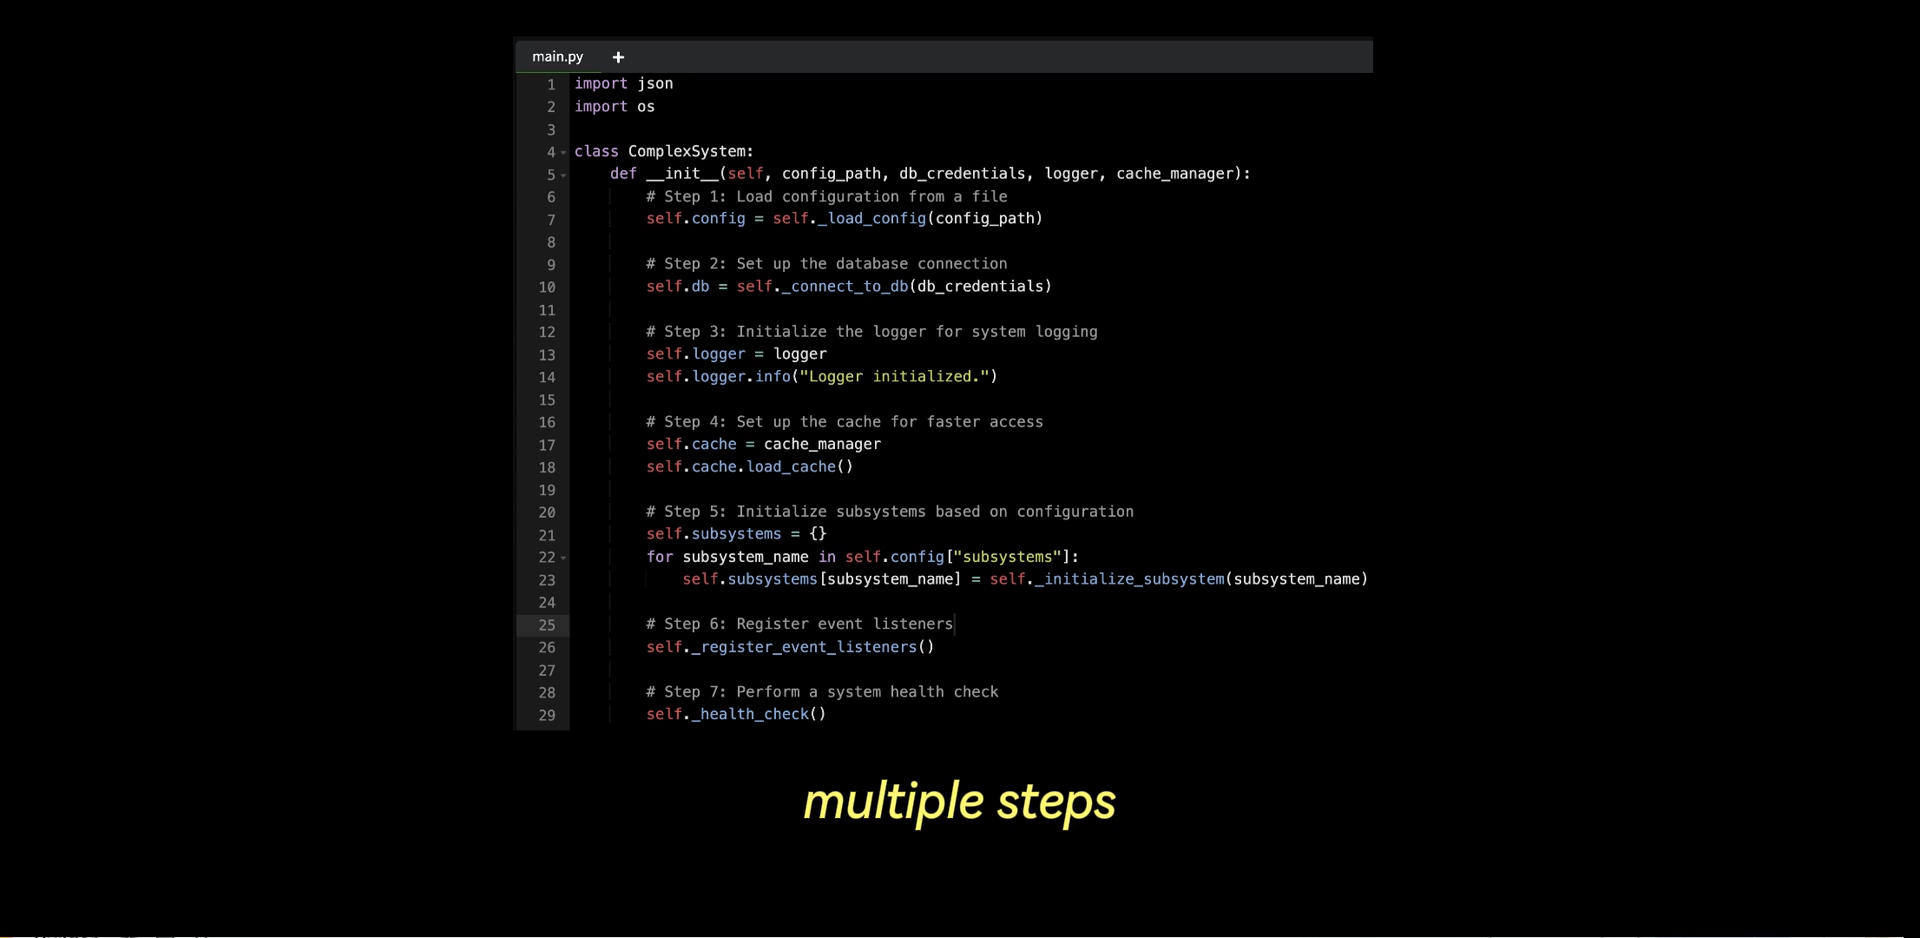 main.py +
1 import json
2 import os
3
4 class ComplexSystem:
5     def __init__(self, config_path, db_credentials, logger, cache_manager):
6         # Step 1: Load configuration from a file
7         self.config = self._load_config(config_path)
8
9         # Step 2: Set up the database connection
10         self.db = self._connect_to_db(db_credentials)
11
12         # Step 3: Initialize the logger for system logging
13         self.logger = logger
14         self.logger.info("Logger initialized.")
15
16         # Step 4: Set up the cache for faster access
17         self.cache = cache_manager
18         self.cache.load_cache()
19
20         # Step 5: Initialize subsystems based on configuration
21         self.subsystems = {}
22         for subsystem_name in self.config["subsystems"]:
23             self.subsystems[subsystem_name] = self._initialize_subsystem(subsystem_name)
24
25         # Step 6: Register event listeners
26         self._register_event_listeners()
27
28         # Step 7: Perform a system health check
29         self._health_check()
multiple steps